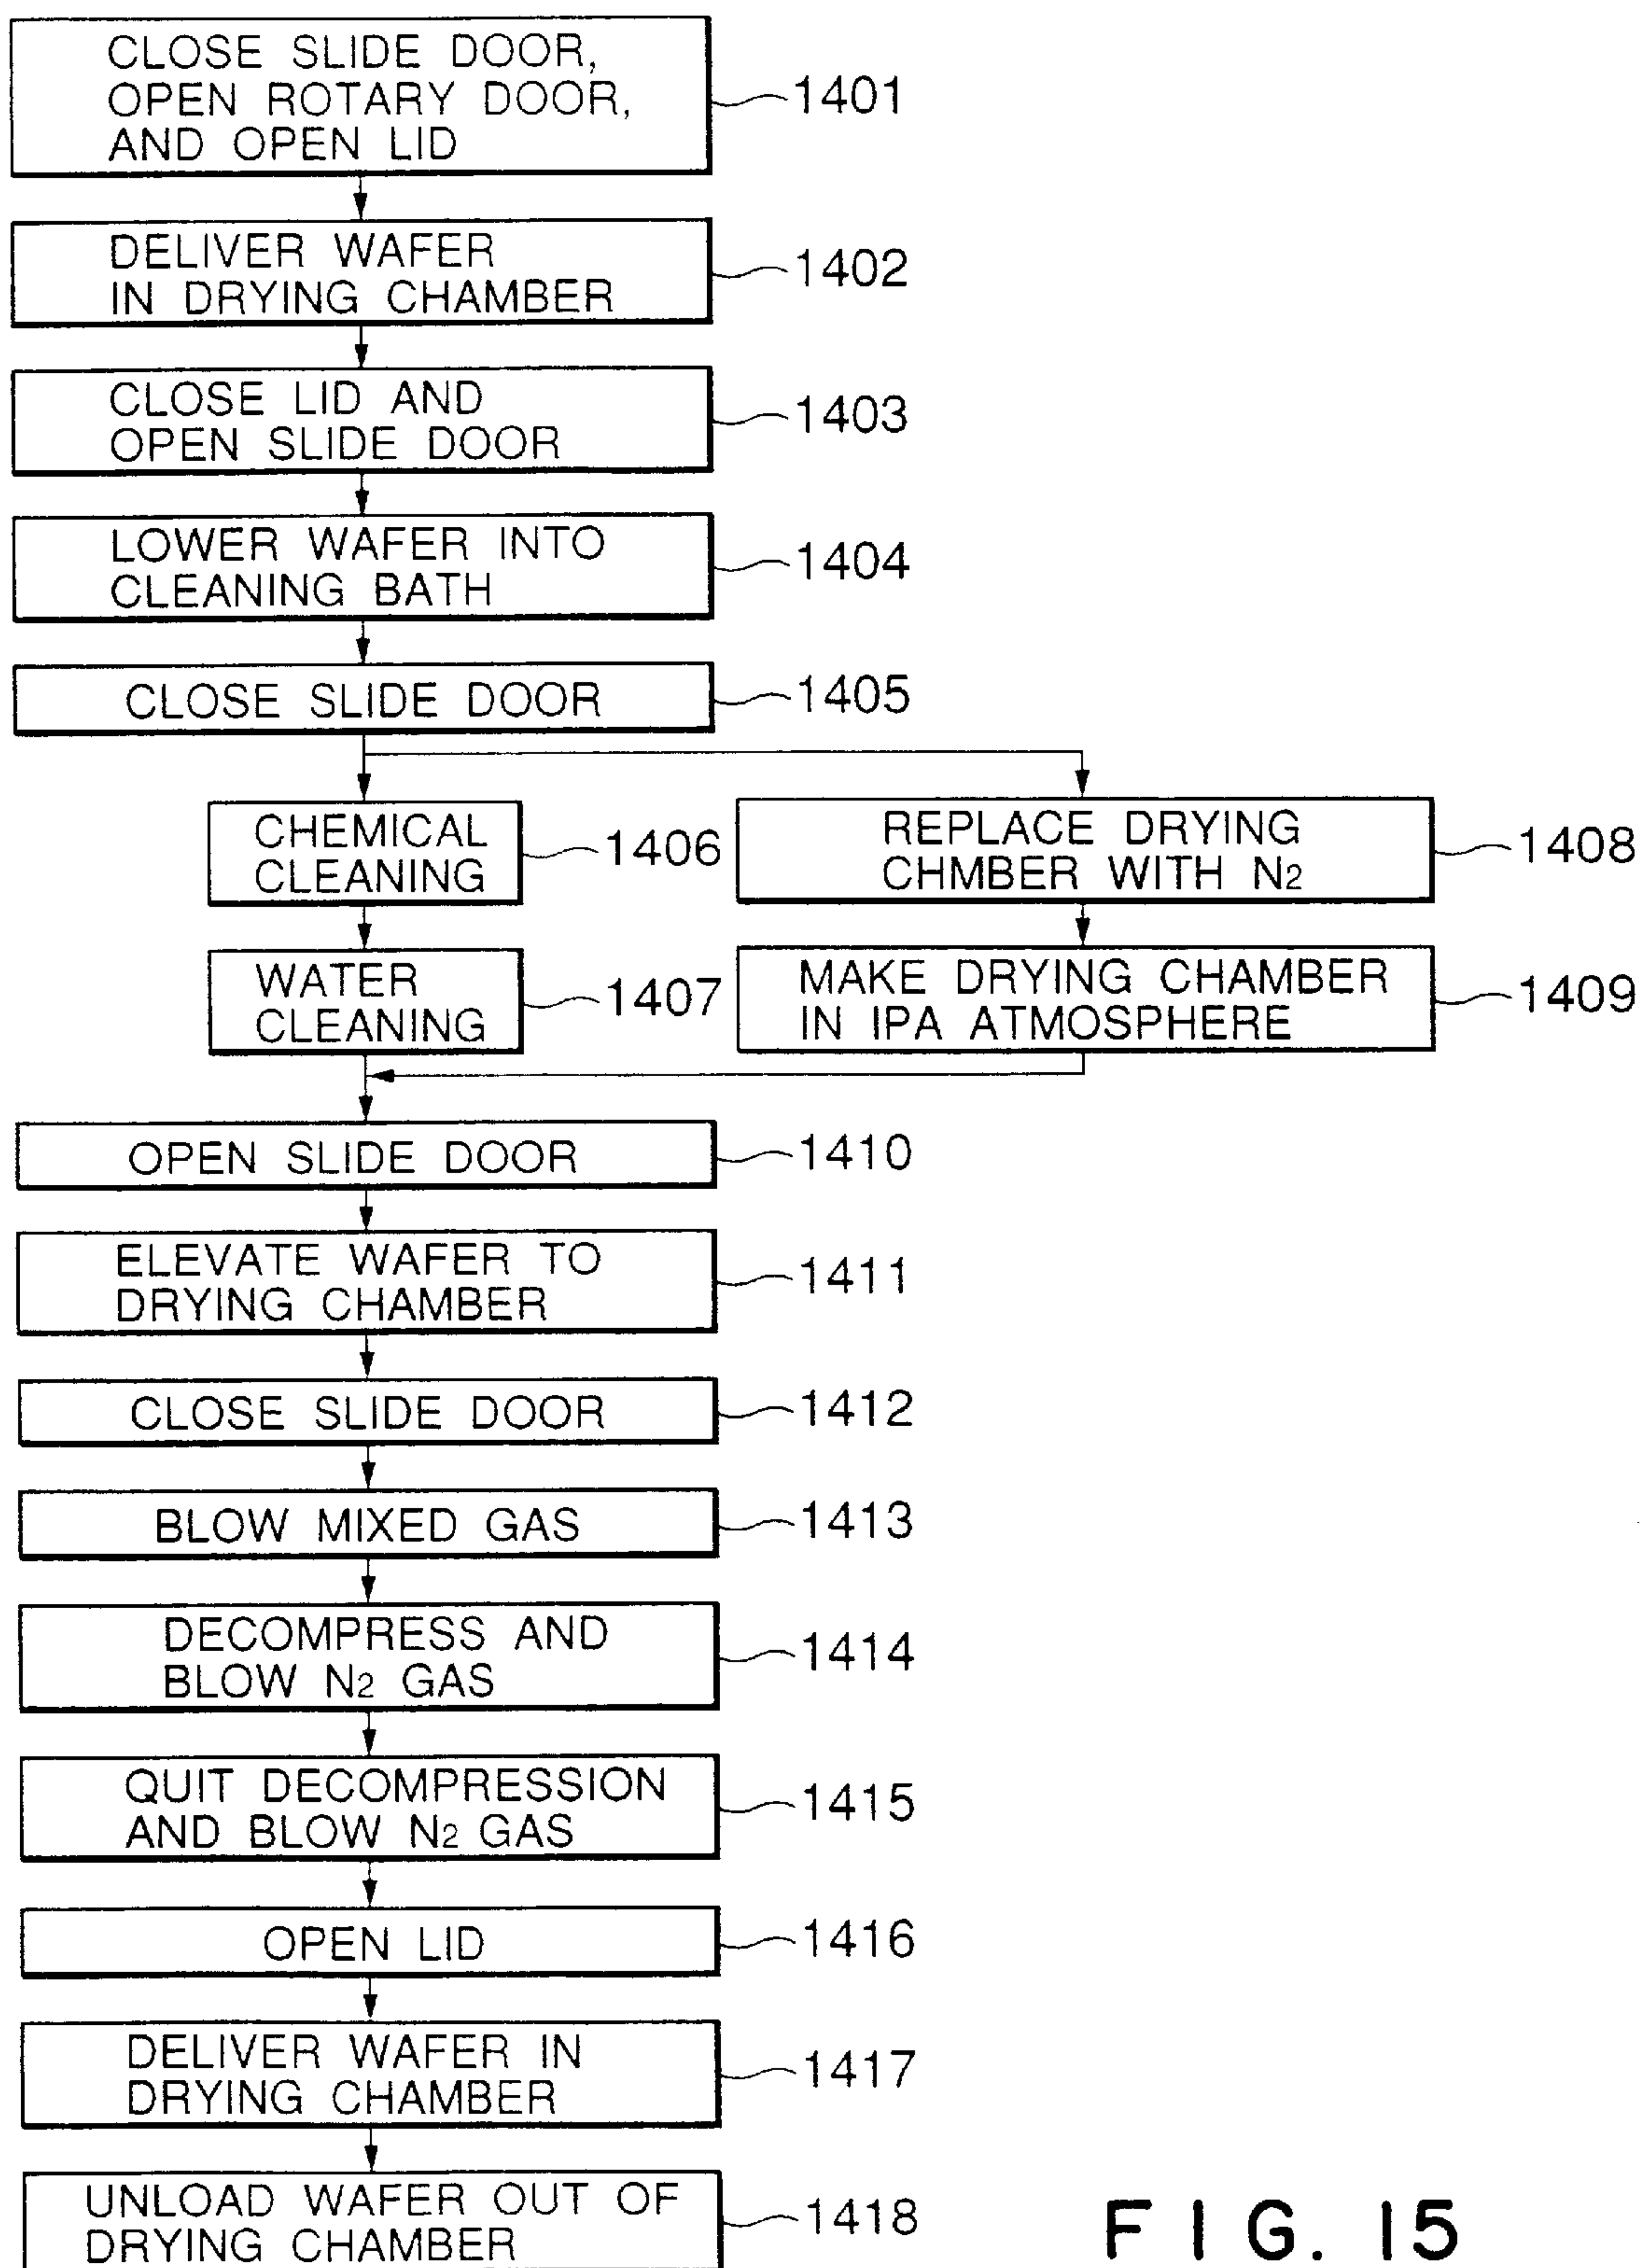 CLOSE SLIDE DOOR,
OPEN ROTARY DOOR,
AND OPEN LID
1401
DELIVER WAFER
IN DRYING CHAMBER
1402
CLOSE LID AND
OPEN SLIDE DOOR
1403
LOWER WAFER INTO
CLEANING BATH
1404
CLOSE SLIDE DOOR
1405
CHEMICAL
CLEANING
1406
REPLACE DRYING
CHMBER WITH N2
1408
WATER
CLEANING
1407
MAKE DRYING CHAMBER
IN IPA ATMOSPHERE
1409
OPEN SLIDE DOOR
1410
ELEVATE WAFER TO
DRYING CHAMBER
1411
CLOSE SLIDE DOOR
1412
BLOW MIXED GAS
1413
DECOMPRESS AND
BLOW N2 GAS
1414
QUIT DECOMPRESSION
AND BLOW N2 GAS
1415
OPEN LID
1416
DELIVER WAFER IN
DRYING CHAMBER
1417
UNLOAD WAFER OUT OF
DRYING CHAMBER
1418
FIG. 15